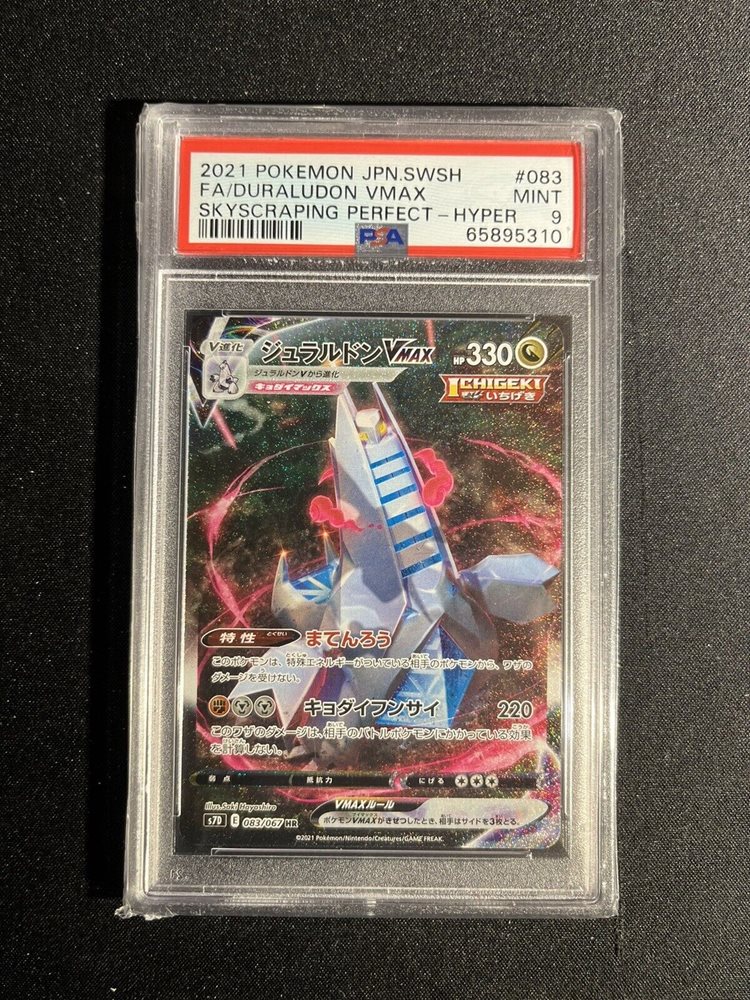 2021 POKEMON JPN.SWSH #083
FA/DURALUDON VMAX MINT
SKYSCRAPING PERFECT-HYPER 9
PSA 65895310
V進化 ジュラルドンVMAX HP 330
ジュラルドンVから進化
キョダイマックス
ICHIGEKI
いちげき
特性 とくせい まてんろう
このポケモンは、特殊エネルギーがついている相手のポケモンから、ワザの
ダメージを受けない。
キョダイフンサイ 220
このワザのダメージは、相手のバトルポケモンにかかっている効果
を計算しない。
弱点 抵抗力 にげる
Illus.Saki Hayashiro
VMAXルール
s7D E 083/067 HR
ポケモンVMAXがきぜつしたとき、相手はサイドを3枚とる。
©2021 Pokémon/Nintendo/Creatures/GAME FREAK.